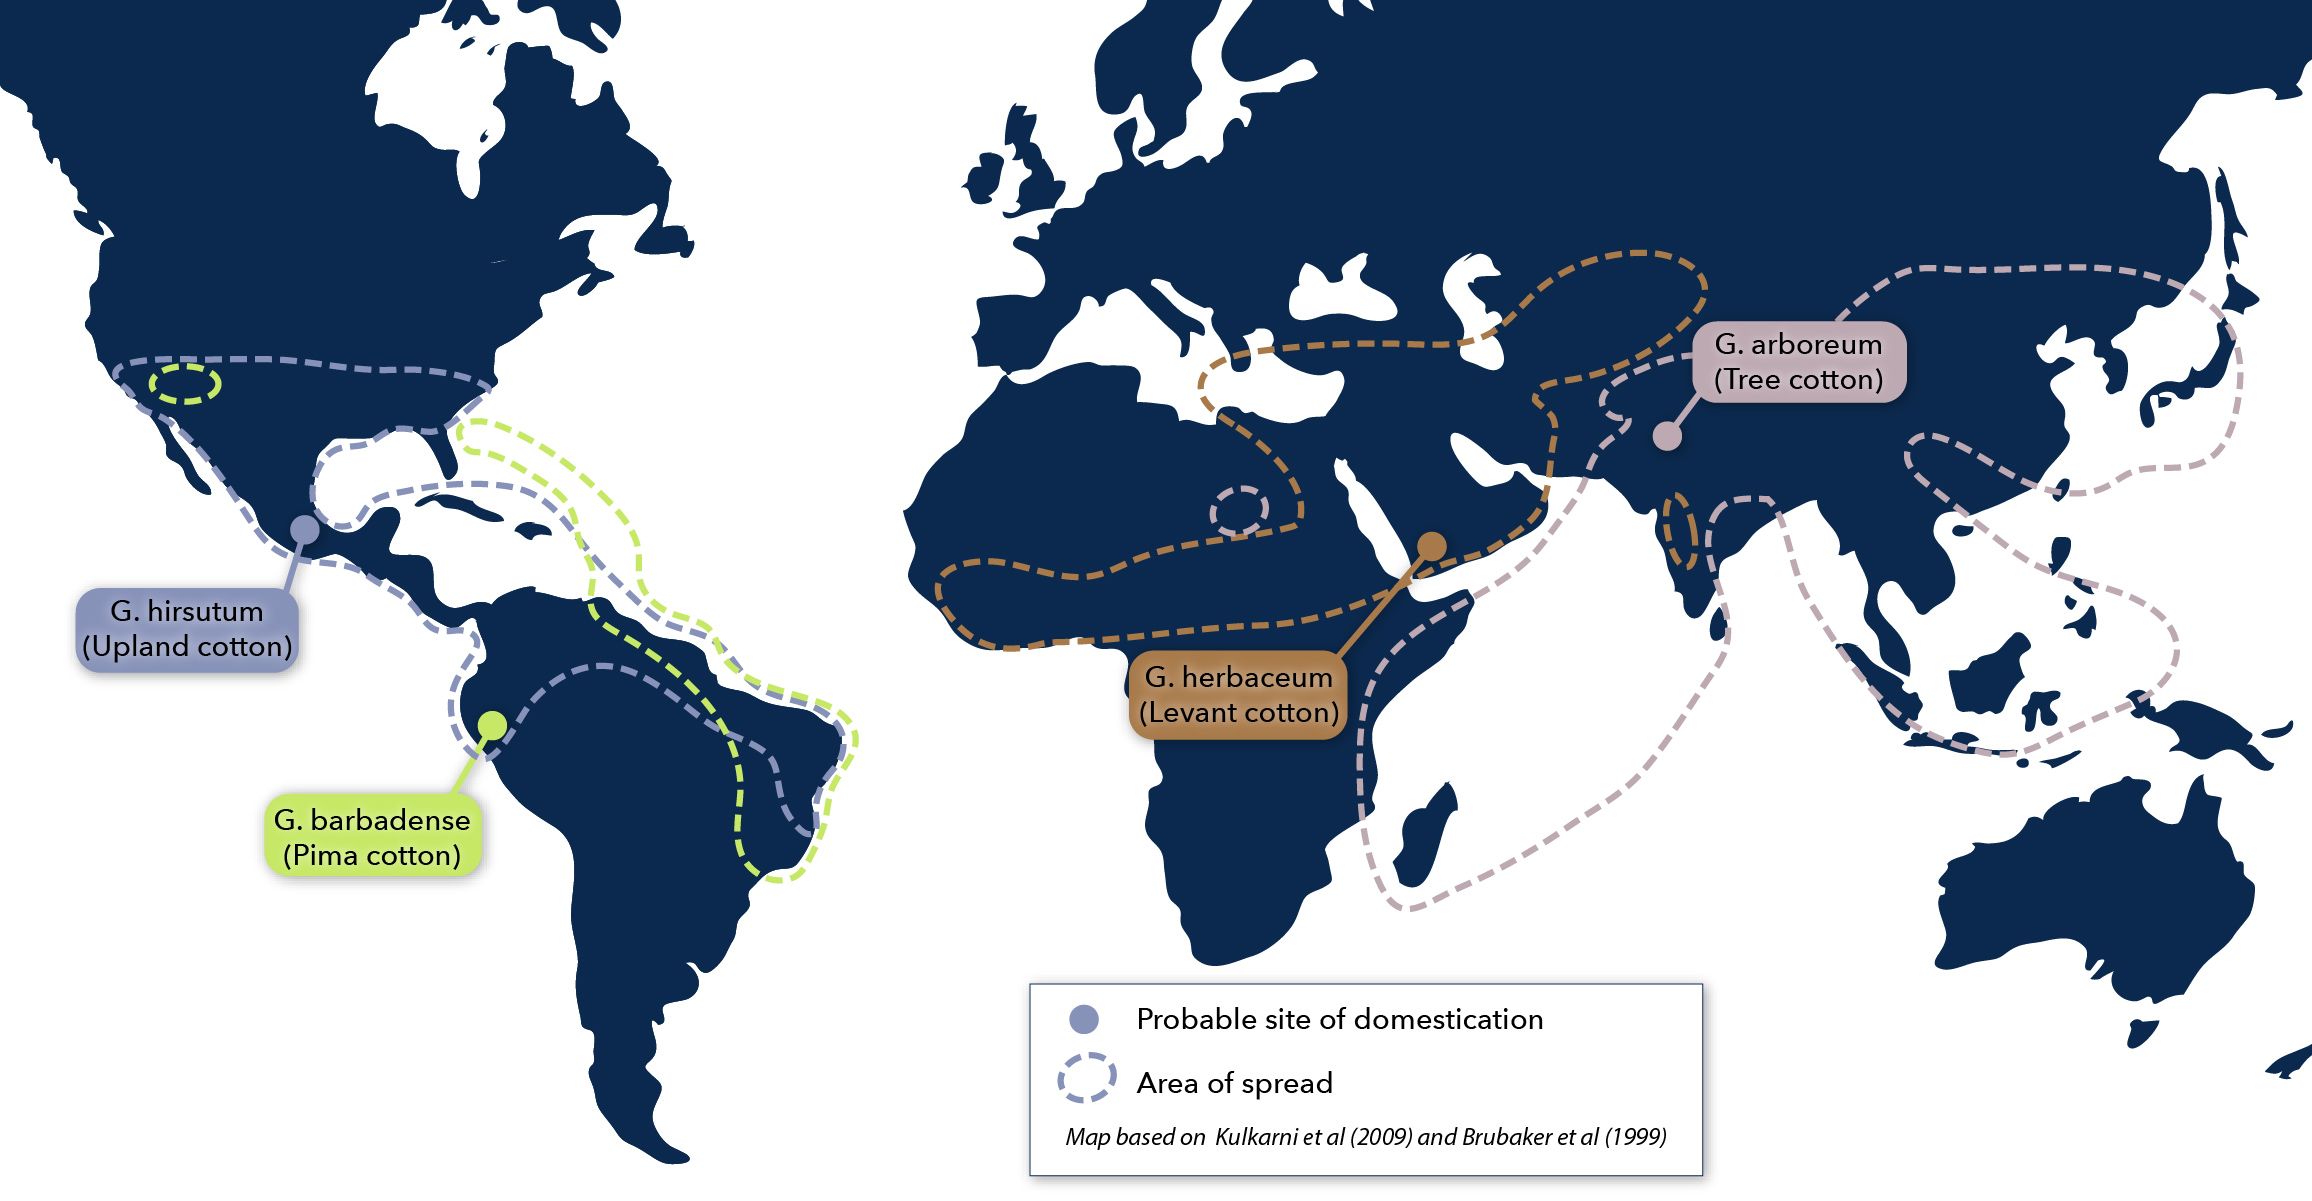 G. arboreum
(Tree cotton)
G. hirsutum
(Upland cotton)
G. herbaceum
(Levant cotton)
G. barbadense
(Pima cotton)
Probable site of domestication
Area of spread
Map based on Kulkarni et al (2009) and Brubaker et al (1999)